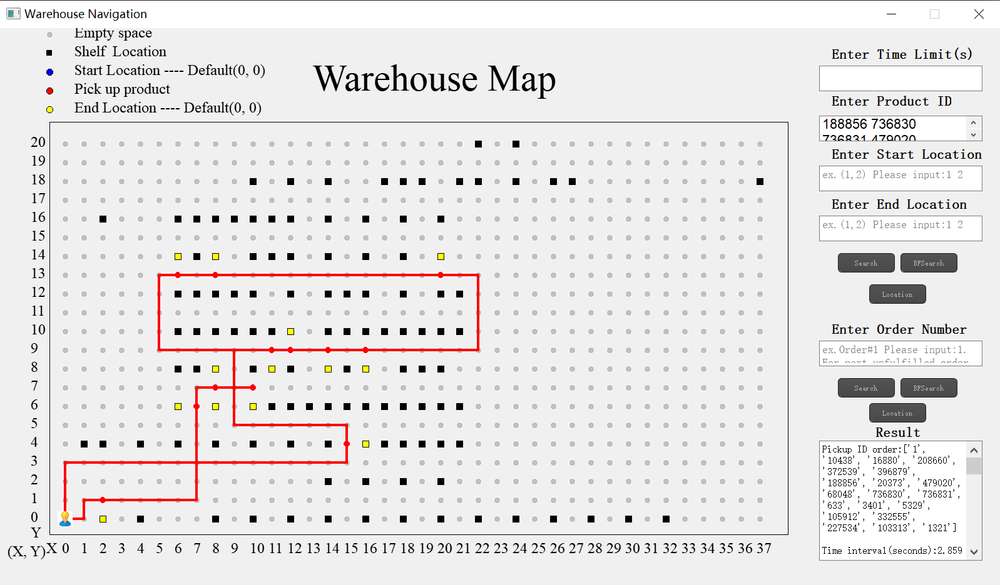 Warehouse Navigation
Empty space
Shelf Location
Start Location ---- Default(0, 0)
Pick up product
End Location ---- Default(0, 0)
Warehouse Map
20
19
18
17
16
15
14
13
12
11
10
9
8
7
6
5
4
3
2
1
0
Y
(X, Y)X 0 1 2 3 4 5 6 7 8 9 10 11 12 13 14 15 16 17 18 19 20 21 22 23 24 25 26 27 28 29 30 31 32 33 34 35 36 37
Enter Time Limit(s)
Enter Product ID
188856 736830
736831 479020
Enter Start Location
ex.(1,2) Please input:1 2
Enter End Location
ex.(1,2) Please input:1 2
Search BFSearch
Location
Enter Order Number
ex.Order#1 Please input:1.
For next unfulfilled order
Search BFSearch
Location
Result
Pickup ID order:['1',
'10438', '16880', '208660',
'372539', '396879',
'188856', '20373', '479020',
'68048', '736830', '736831',
'633', '3401', '5329',
'105912', '332555',
'227534', '103313', '1321']
Time interval(seconds):2.859